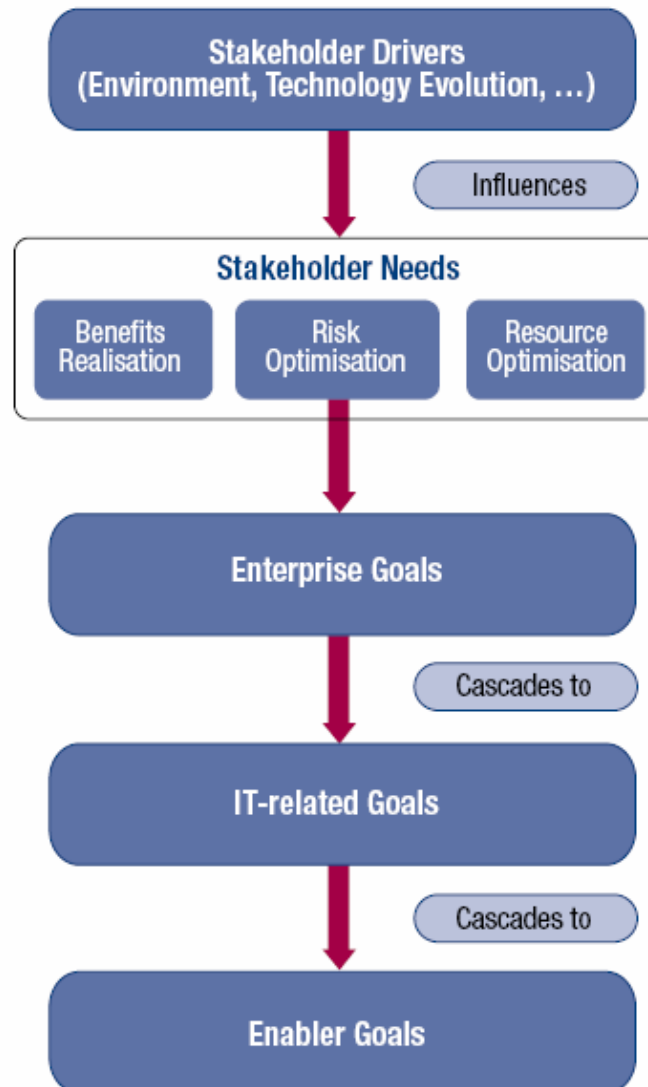 Stakeholder Drivers
(Environment, Technology Evolution, …)
Influences
Stakeholder Needs
Benefits
Realisation
Risk
Optimisation
Resource
Optimisation
Enterprise Goals
Cascades to
IT-related Goals
Cascades to
Enabler Goals